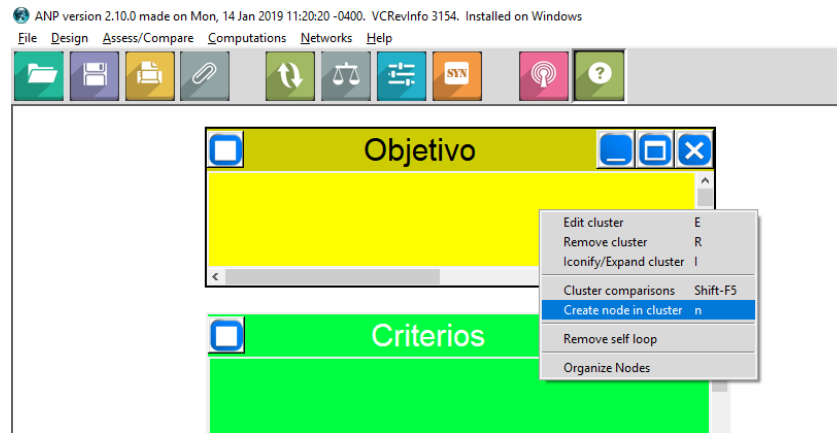 ANP version 2.10.0 made on Mon, 14 Jan 2019 11:20:20 -0400. VCRevInfo 3154. Installed on Windows
File Design Assess/Compare Computations Networks Help
SYN ?
Objetivo
Edit cluster E
Remove cluster R
Iconify/Expand cluster I
Cluster comparisons Shift-F5
Create node in cluster n
Remove self loop
Organize Nodes
Criterios